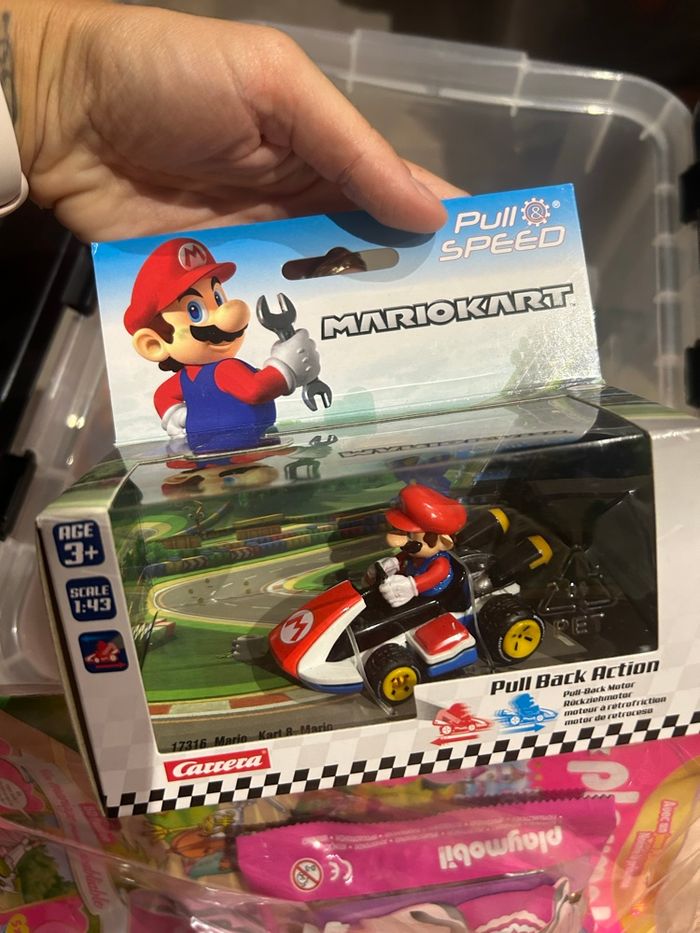 Pull & SPEED®
MARIOKART
M
AGE
3+
SCALE
1:43
M
PET
Pull Back Action
Pull-Back Motor
Rückziehmotor
moteur à rétrofriction
motor de retroceso
17316 Mario Kart 8-Mario
Carrera
playmobil